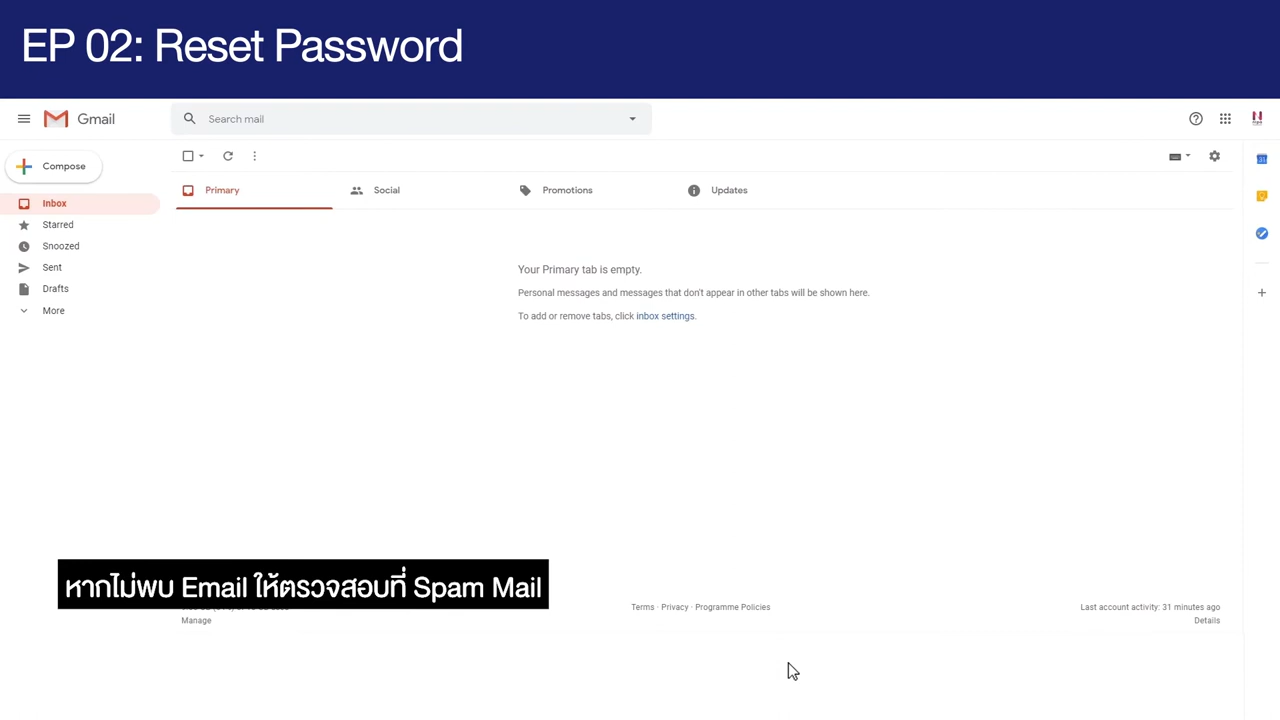 EP 02: Reset Password
Gmail
Search mail
Compose
Primary
Social
Promotions
Updates
Inbox
Starred
Snoozed
Sent
Drafts
More
Your Primary tab is empty.
Personal messages and messages that don't appear in other tabs will be shown here.
To add or remove tabs, click inbox settings.
หากไม่พบ Email ให้ตรวจสอบที่ Spam Mail
Manage
Terms · Privacy · Programme Policies
Last account activity: 31 minutes ago
Details